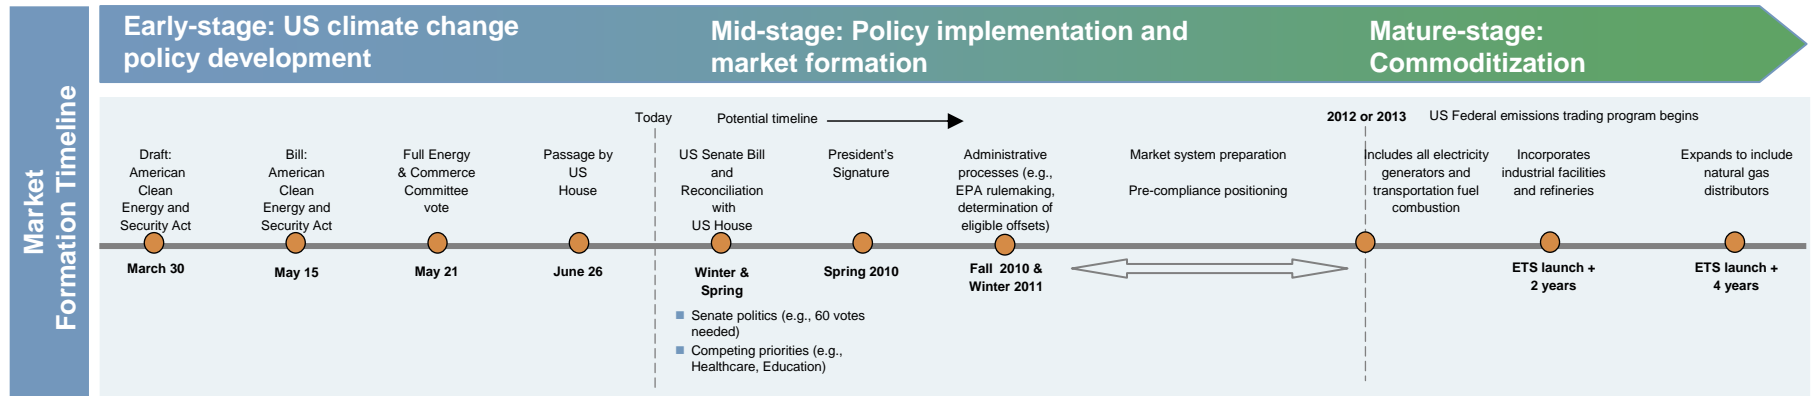 Market
Formation Timeline
Early-stage: US climate change
policy development
Mid-stage: Policy implementation and
market formation
Mature-stage:
Commoditization
Today
Potential timeline
2012 or 2013
US Federal emissions trading program begins
Draft:
American
Clean
Energy and
Security Act
March 30
Bill:
American
Clean
Energy and
Security Act
May 15
Full Energy
& Commerce
Committee
vote
May 21
Passage by
US
House
June 26
US Senate Bill
and
Reconciliation
with
US House
Winter &
Spring
Senate politics (e.g., 60 votes
needed)
Competing priorities (e.g.,
Healthcare, Education)
President's
Signature
Spring 2010
Administrative
processes (e.g.,
EPA rulemaking,
determination of
eligible offsets)
Fall 2010 &
Winter 2011
Market system preparation
Pre-compliance positioning
Includes all electricity
generators and
transportation fuel
combustion
Incorporates
industrial facilities
and refineries
ETS launch +
2 years
Expands to include
natural gas
distributors
ETS launch +
4 years